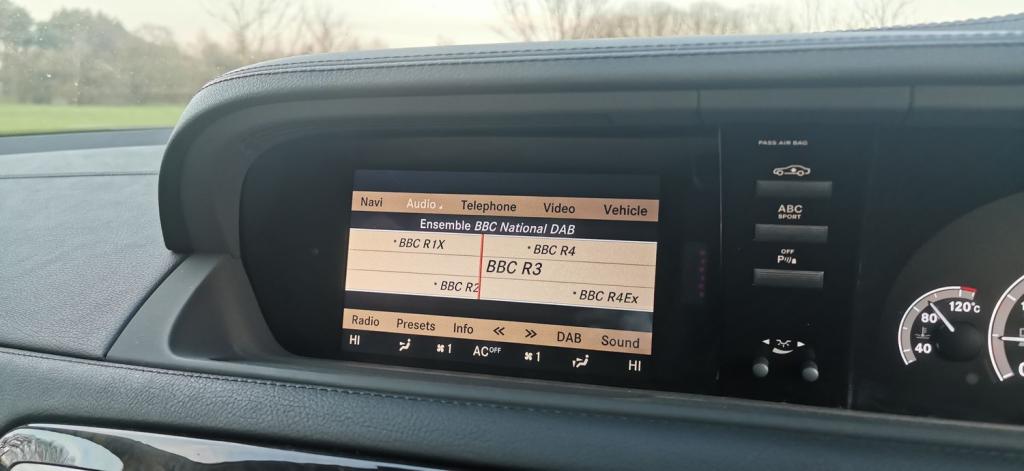 Navi Audio Telephone Video Vehicle
Ensemble BBC National DAB
BBC R1X BBC R4
BBC R3
BBC R2 BBC R4Ex
Radio Presets Info << >> DAB Sound
HI 1 AC OFF 1 HI
PASS AIR BAG
ABC
SPORT
OFF
P
40
80
120°C